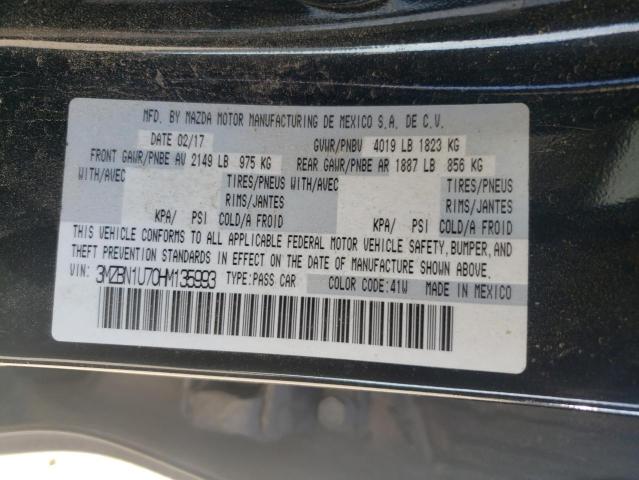 MFD. BY MAZDA MOTOR MANUFACTURING DE MEXICO S.A. DE C.V.
DATE 02/17 GVWR/PNBV 4019 LB 1823 KG
FRONT GAWR/PNBE AV 2149 LB 975 KG REAR GAWR/PNBE AR 1887 LB 856 KG
WITH/AVEC TIRES/PNEUS WITH/AVEC TIRES/PNEUS
RIMS/JANTES RIMS/JANTES
KPA/ PSI COLD/A FROID KPA/ PSI COLD/A FROID
THIS VEHICLE CONFORMS TO ALL APPLICABLE FEDERAL MOTOR VEHICLE SAFETY, BUMPER, AND
THEFT PREVENTION STANDARDS IN EFFECT ON THE DATE OF MANUFACTURE SHOWN ABOVE.
VIN: 3MZBN1U70HM135993 TYPE:PASS CAR COLOR CODE:41W MADE IN MEXICO